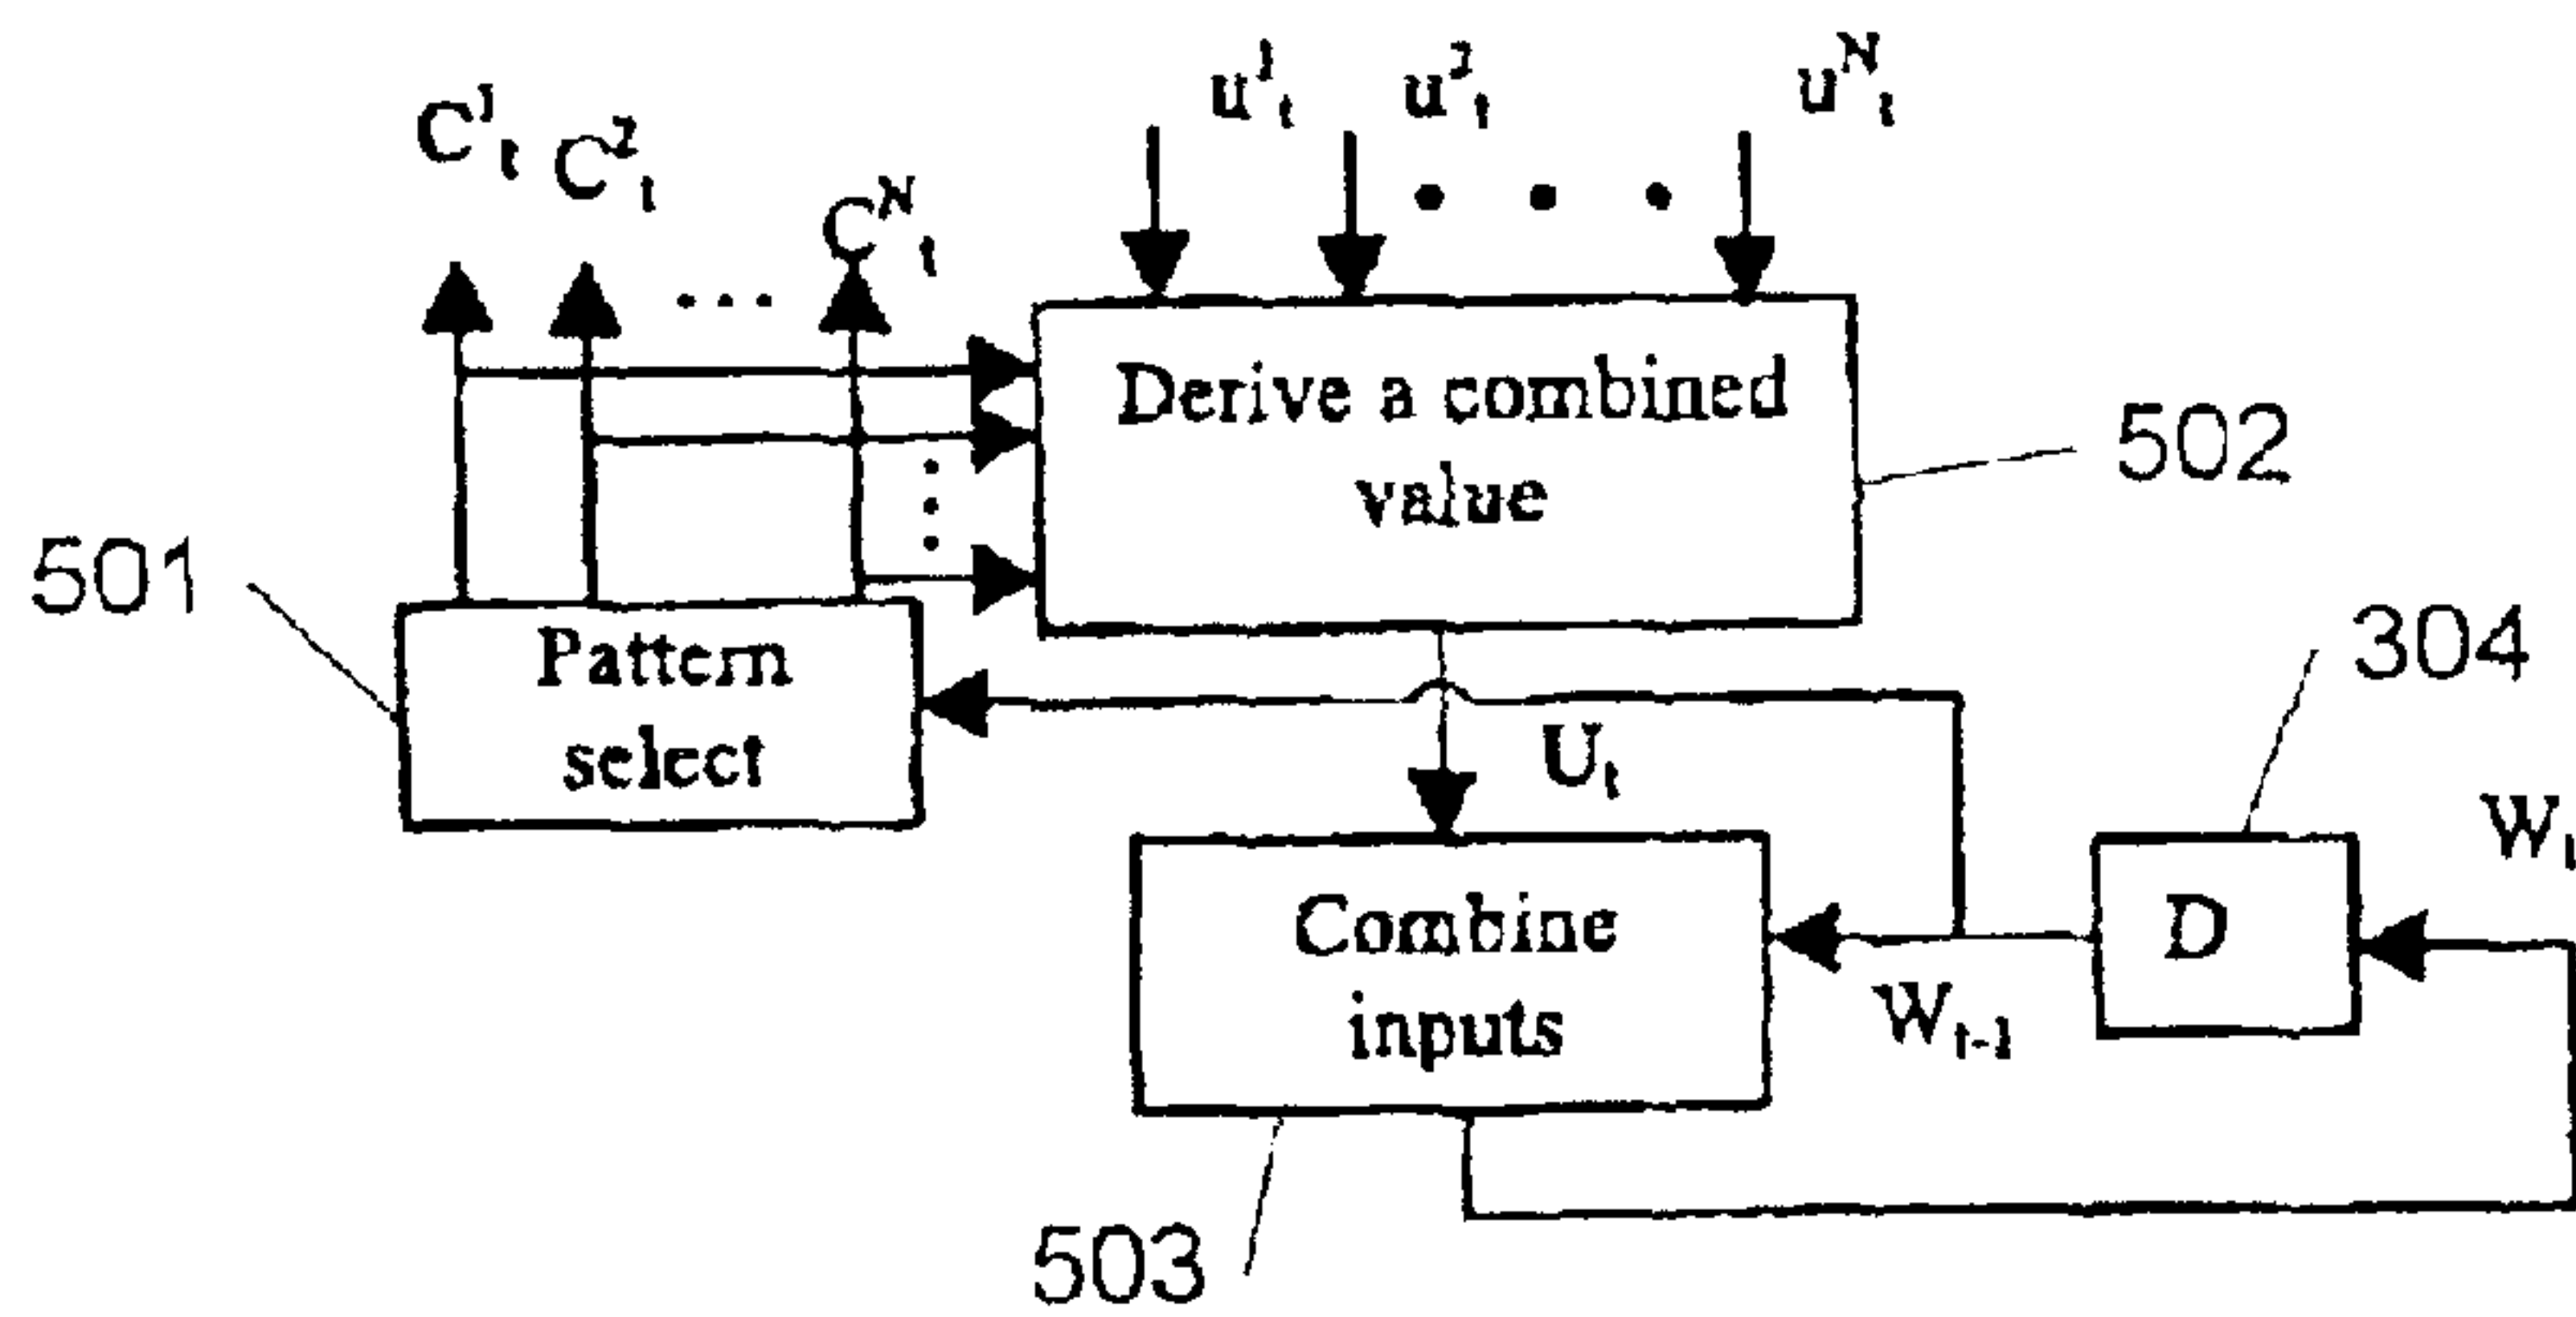 u¹ₜ u²ₜ uᴺₜ
C¹ₜ C²ₜ Cᴺₜ
Derive a combined
value
502
501
Pattern
select
304
Uₜ
Wₜ
Combine
inputs
D
Wₜ₋₁
503